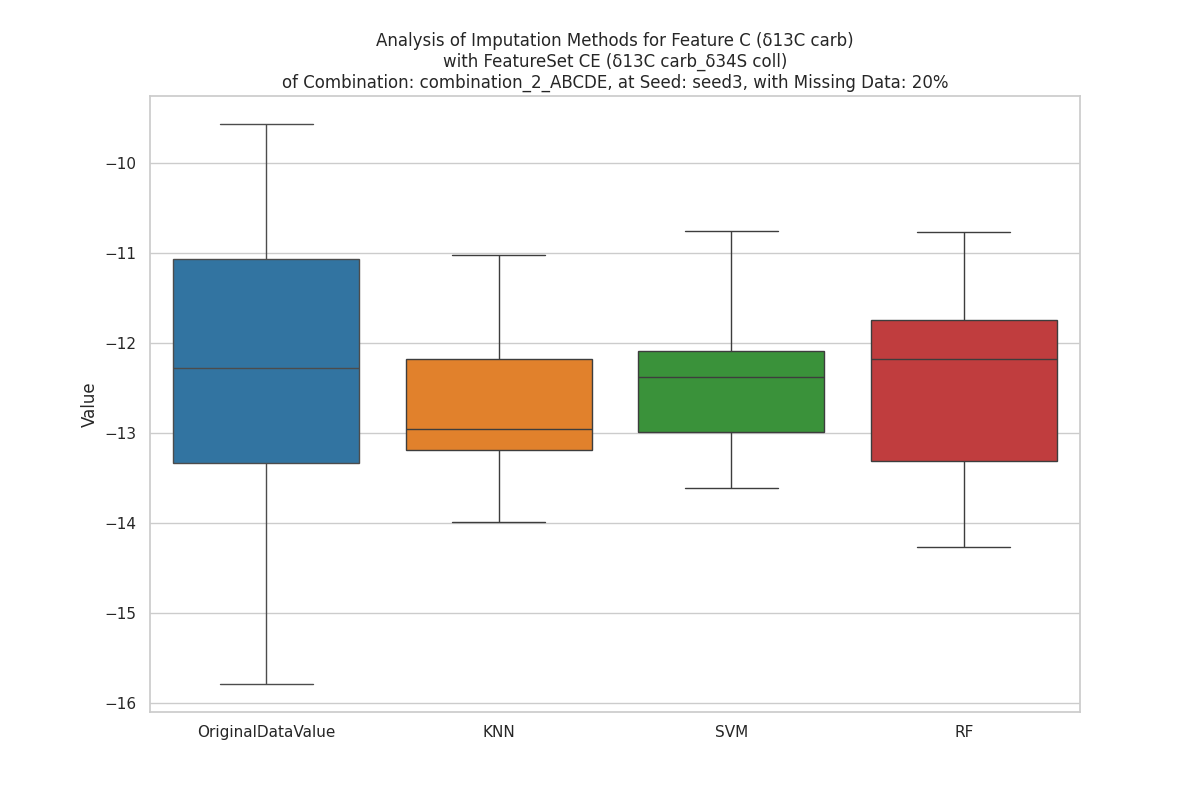 Analysis of Imputation Methods for Feature C (δ13C carb)
with FeatureSet CE (δ13C carb_δ34S coll)
of Combination: combination_2_ABCDE, at Seed: seed3, with Missing Data: 20%
Value
−10
−11
−12
−13
−14
−15
−16
OriginalDataValue
KNN
SVM
RF